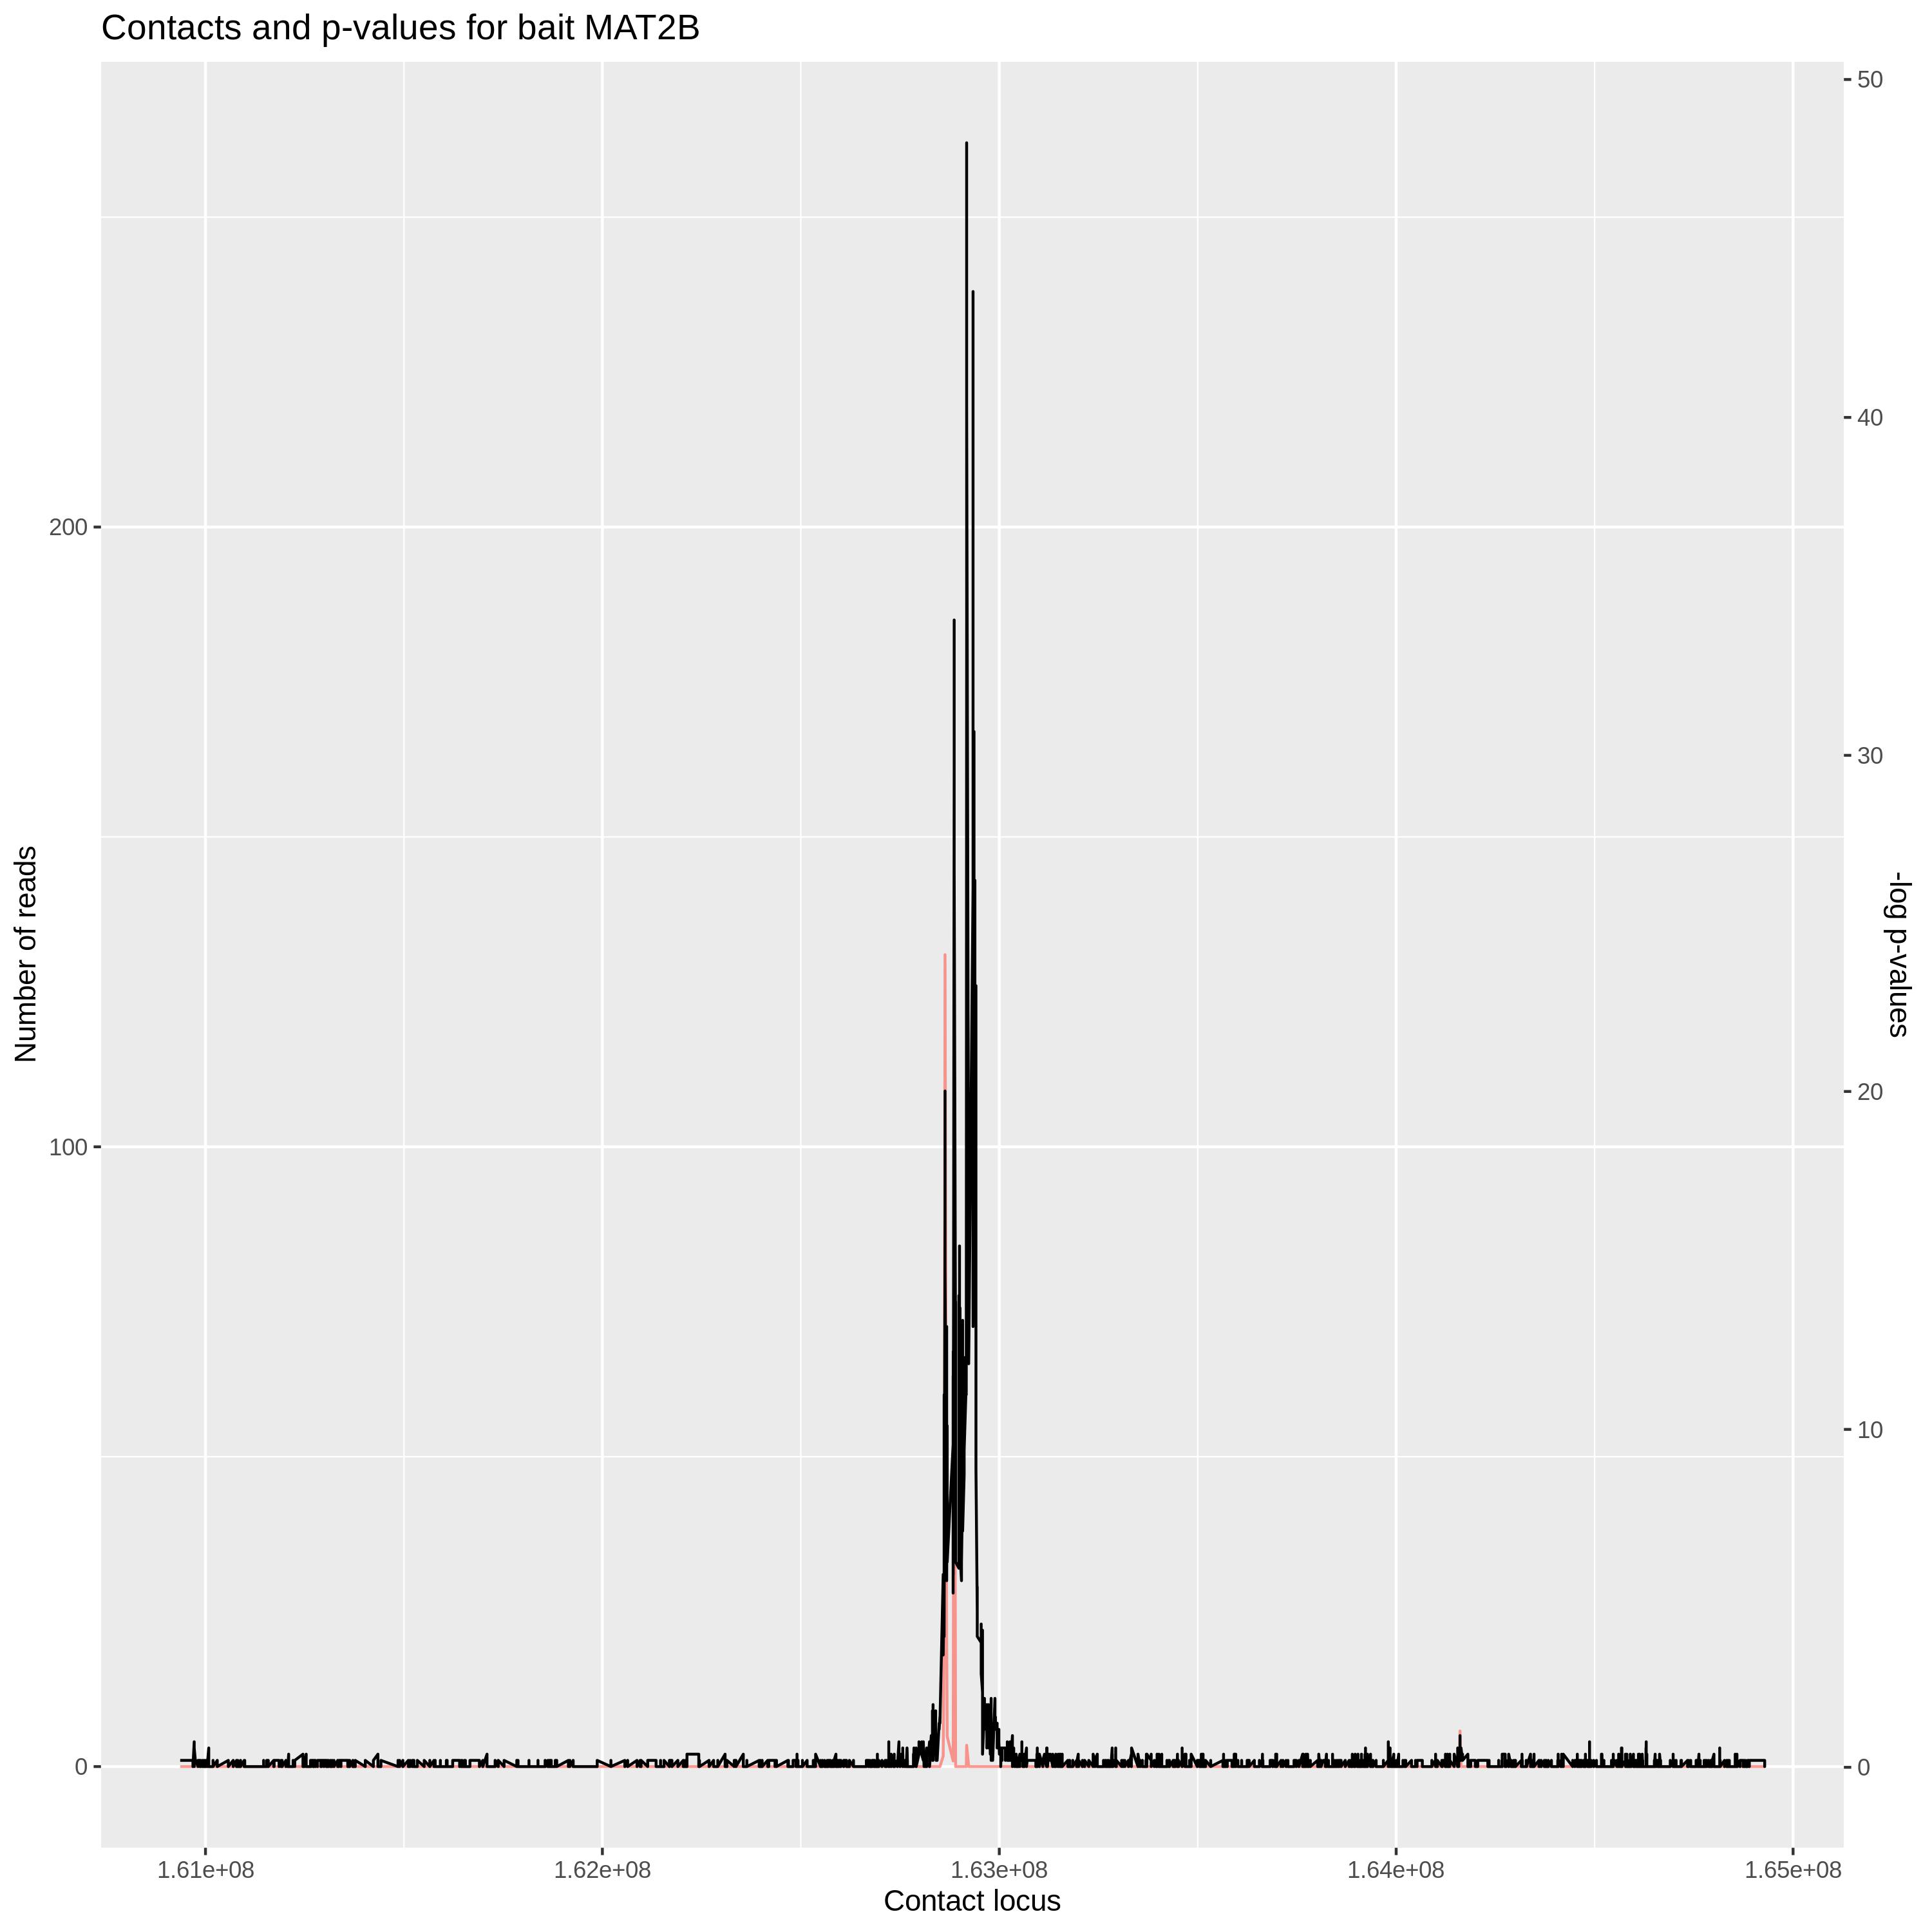 Contacts and p-values for bait MAT2B
Number of reads
200
100
0
50
40
30
20
10
0
-log p-values
1.61e+08
1.62e+08
1.63e+08
1.64e+08
1.65e+08
Contact locus